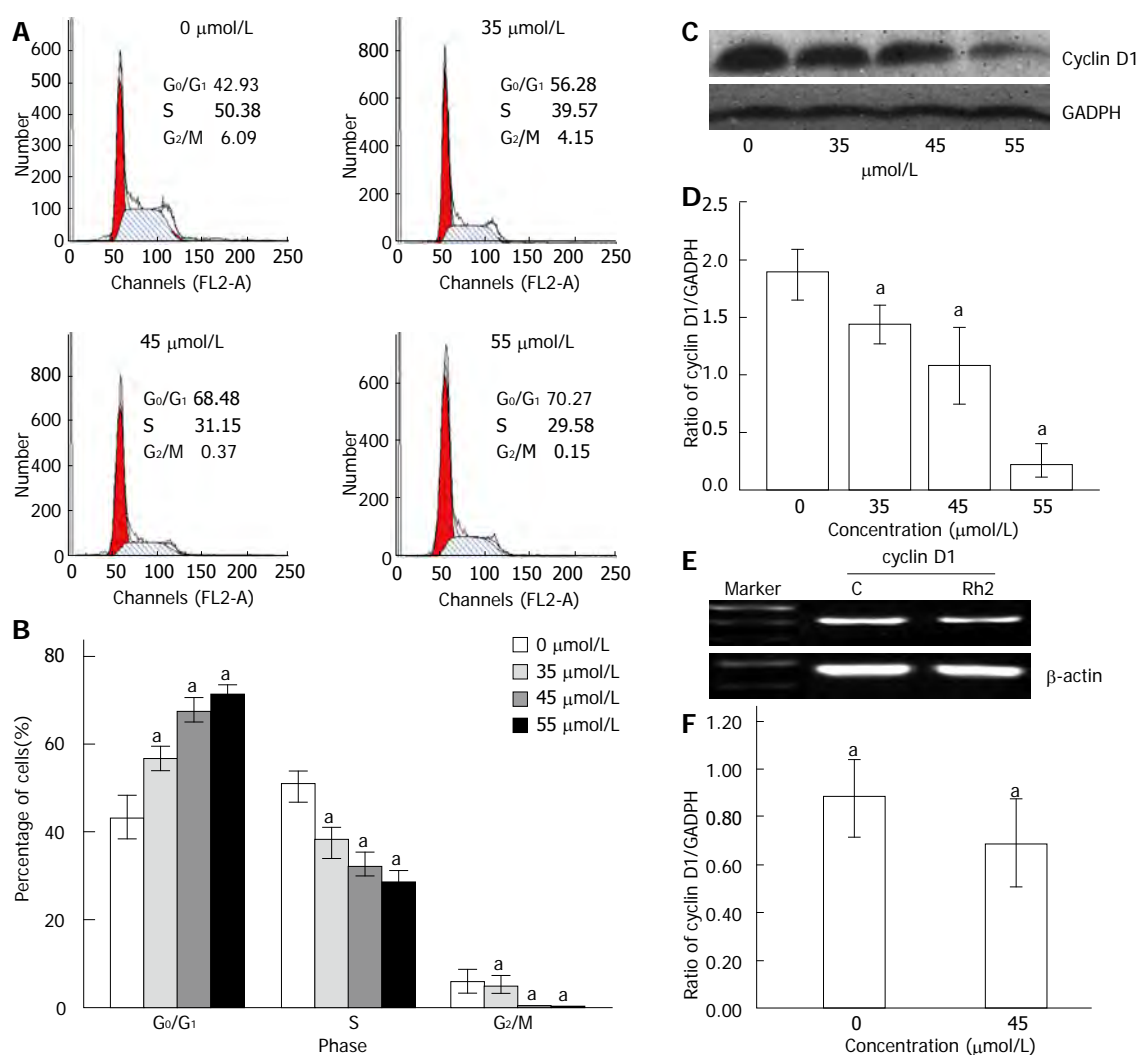 A
0 μmol/L
600
500
400
300
200
100
0
Number
G₀/G₁ 42.93
S 50.38
G₂/M 6.09
0 50 100 150 200 250
Channels (FL2-A)
35 μmol/L
800
600
400
200
0
Number
G₀/G₁ 56.28
S 39.57
G₂/M 4.15
0 50 100 150 200 250
Channels (FL2-A)
45 μmol/L
800
600
400
200
0
Number
G₀/G₁ 68.48
S 31.15
G₂/M 0.37
0 50 100 150 200 250
Channels (FL2-A)
55 μmol/L
600
400
200
0
Number
G₀/G₁ 70.27
S 29.58
G₂/M 0.15
0 50 100 150 200 250
Channels (FL2-A)
B
80
60
40
20
0
Percentage of cells(%)
0 μmol/L
35 μmol/L
45 μmol/L
55 μmol/L
a a a
a a a
a a a
G₀/G₁ S G₂/M
Phase
C
Cyclin D1
GADPH
0 35 45 55
μmol/L
D
2.5
2.0
1.5
1.0
0.5
0.0
Ratio of cyclin D1/GADPH
a a a
0 35 45 55
Concentration (μmol/L)
E
cyclin D1
Marker C Rh2
β-actin
F
1.20
1.00
0.80
0.60
0.40
0.20
0.00
Ratio of cyclin D1/GADPH
a a
0 45
Concentration (μmol/L)